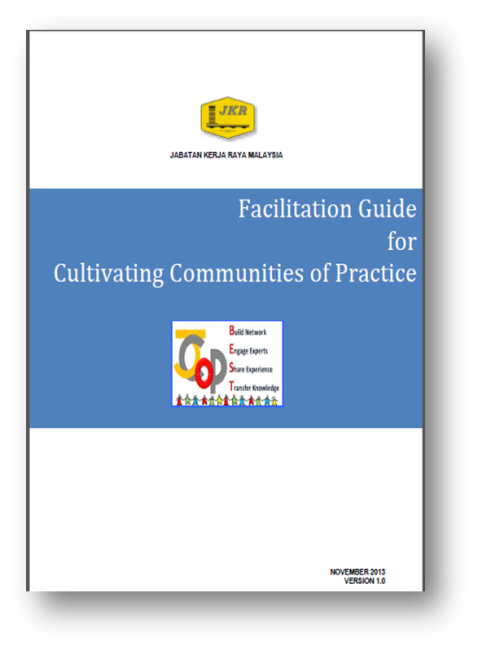 JKR
JABATAN KERJA RAYA MALAYSIA
Facilitation Guide
for
Cultivating Communities of Practice
JCOP
Build Network
Engage Experts
Share Experience
Transfer Knowledge
NOVEMBER 2013
VERSION 1.0